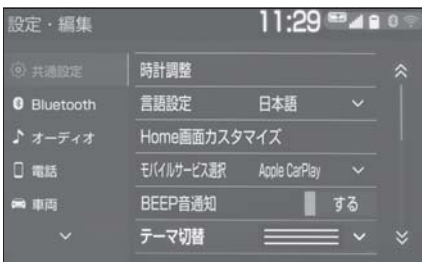 設定・編集 11:29
共通設定
Bluetooth
オーディオ
電話
車両
時計調整
言語設定 日本語
Home画面カスタマイズ
モバイルサービス選択 Apple CarPlay
BEEP音通知 する
テーマ切替